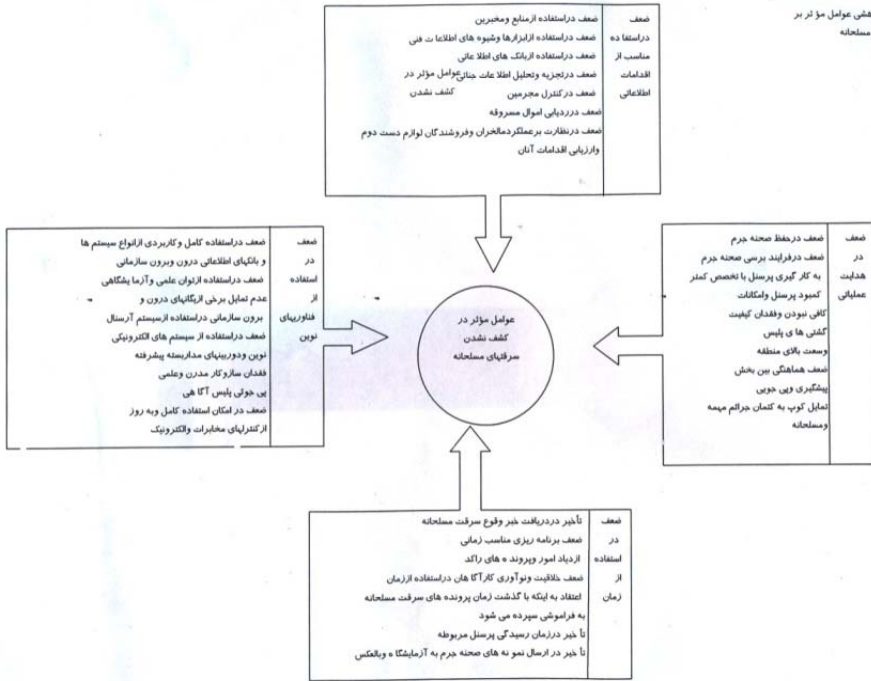 هشی عوامل مؤثر بر
مسلحانه
ضعف
دراستفاده
مناسب از
اقدامات
اطلاعاتی
ضعف دراستفاده ازمنابع ومخبرین
ضعف دراستفاده ازابزارها وشیوه های اطلاعات فنی
ضعف دراستفاده ازبانک های اطلاعاتی
ضعف درتجزیه وتحلیل اطلاعات جنائی
عوامل مؤثر در
کشف نشدن
ضعف درکنترل مجرمین
ضعف درردیابی اموال مسروقه
ضعف درنظارت برعملکردمالخران وفروشندگان لوازم دست دوم
وارزیابی اقدامات آنان
ضعف
در
هدایت
عملیاتی
ضعف درحفظ صحنه جرم
ضعف درفرایند برسی صحنه جرم
به کار گیری پرسنل با تخصص کمتر
کمبود پرسنل وامکانات
کافی نبودن وفقدان کیفیت
گشتی ها ی پلیس
وسعت بالای منطقه
ضعف هماهنگی بین بخش
پیشگیری وپی جویی
تمایل کوپ به کتمان جرائم مهمه
ومسلحانه
عوامل مؤثر در
کشف نشدن
سرقتهای مسلحانه
ضعف
در
استفاده
از
فناوریهای
نوین
ضعف دراستفاده کامل وکاربردی ازانواع سیستم ها
و بانکهای اطلاعاتی درون وبرون سازمانی
ضعف دراستفاده ازتوان علمی وآزما یشگاهی
عدم تمایل برخی ازیگانهای درون و
برون سازمانی دراستفاده ازسیستم آرسنال
ضعف دراستفاده از سیستم های الکترونیکی
نوین ودوربینهای مداربسته پیشرفته
فقدان سازوکار مدرن وعلمی
پی جوئی پلیس آگا هی
ضعف در امکان استفاده کامل وبه روز
ازکنترلهای مخابرات والکترونیک
ضعف
در
استفاده
از
زمان
تأخیر دردریافت خبر وقوع سرقت مسلحانه
ضعف برنامه ریزی مناسب زمانی
ازدیاد امور وپروند ه های راکد
ضعف خلاقیت ونوآوری کارآگا هان دراستفاده اززمان
اعتقاد به اینکه با گذشت زمان پرونده های سرقت مسلحانه
به فراموشی سپرده می شود
تأ خیر درزمان رسیدگی پرسنل مربوطه
تأ خیر در ارسال نمو نه های صحنه جرم به آزمایشگا ه وبالعکس